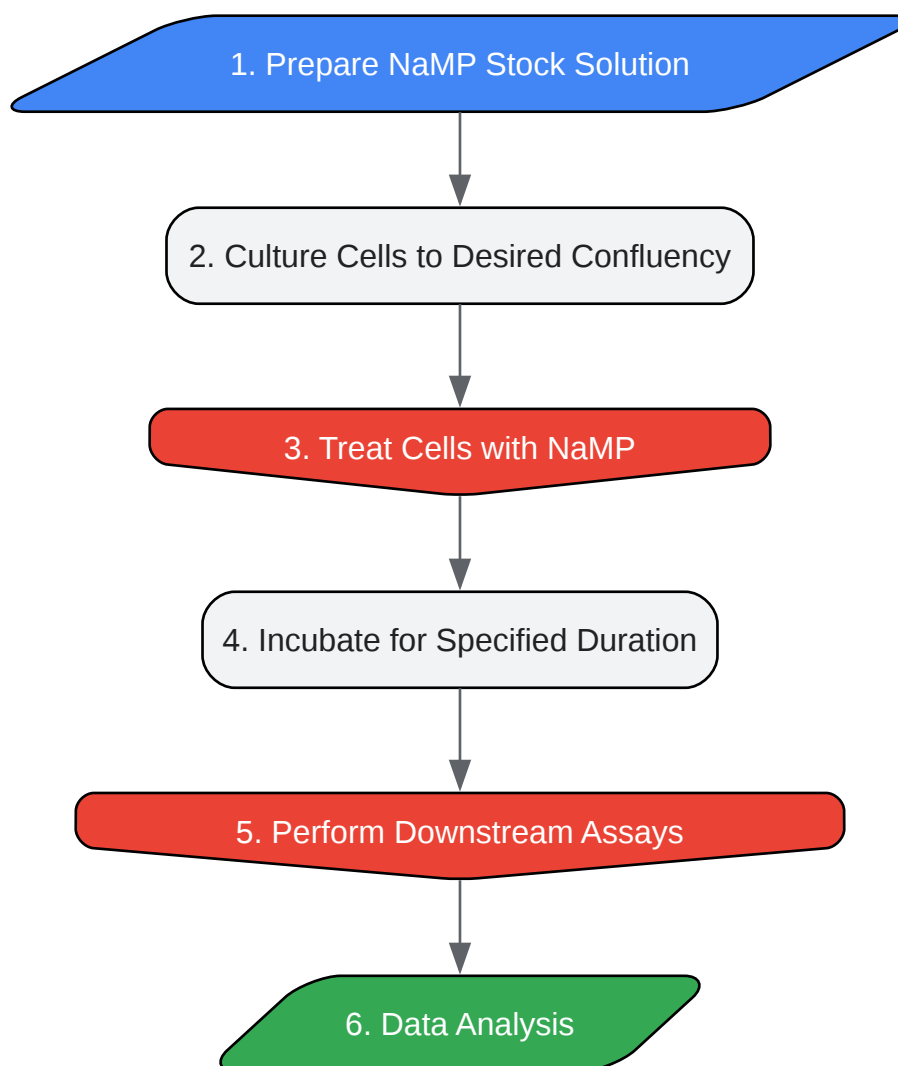 1. Prepare NaMP Stock Solution
2. Culture Cells to Desired Confluency
3. Treat Cells with NaMP
4. Incubate for Specified Duration
5. Perform Downstream Assays
6. Data Analysis